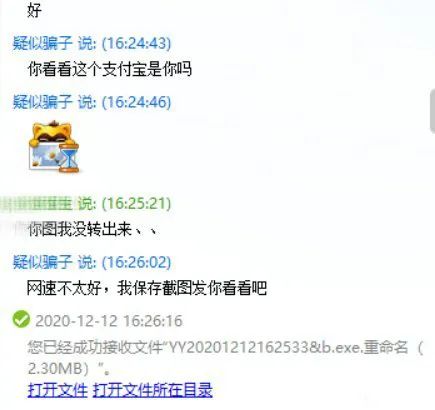 好
疑似骗子 说: (16:24:43)
你看看这个支付宝是你吗
疑似骗子 说: (16:24:46)
说: (16:25:21)
你图我没转出来、、
疑似骗子 说: (16:26:02)
网速不太好，我保存截图发你看看吧
2020-12-12 16:26:16
您已经成功接收文件“YY20201212162533&b.exe.重命名（
2.30MB）”。
打开文件 打开文件所在目录